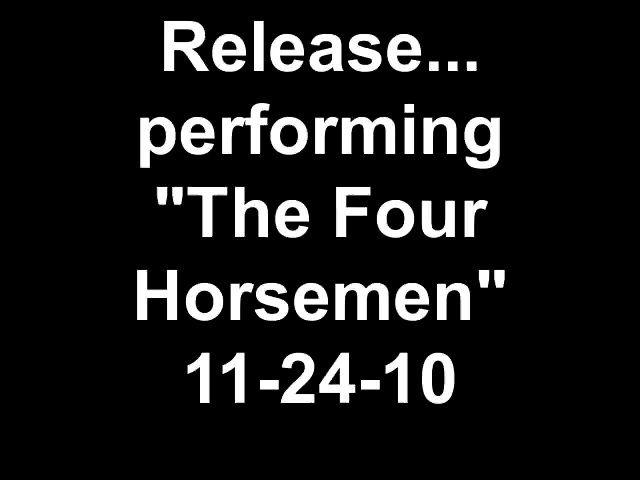 Release...
performing
"The Four
Horsemen"
11-24-10